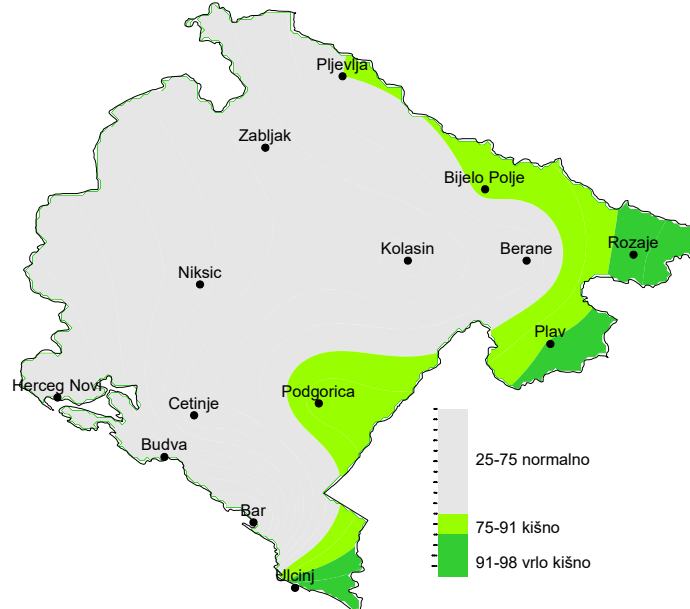 Pljevlja
Zabljak
Bijelo Polje
Rozaje
Kolasin
Berane
Niksic
Plav
Herceg Novi
Podgorica
Cetinje
Budva
25-75 normalno
Bar
75-91 kišno
91-98 vrlo kišno
Ulcinj